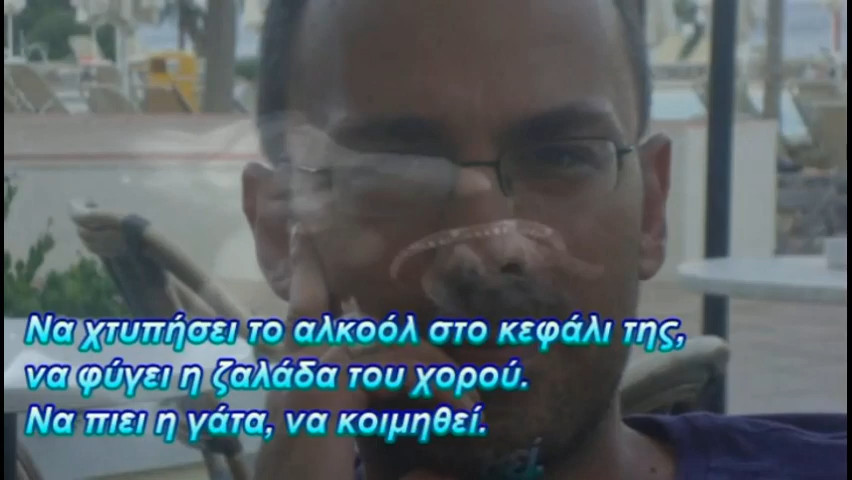 Να χτυπήσει το αλκοόλ στο κεφάλι της,
να φύγει η ζαλάδα του χορού.
Να πιει η γάτα, να κοιμηθεί.